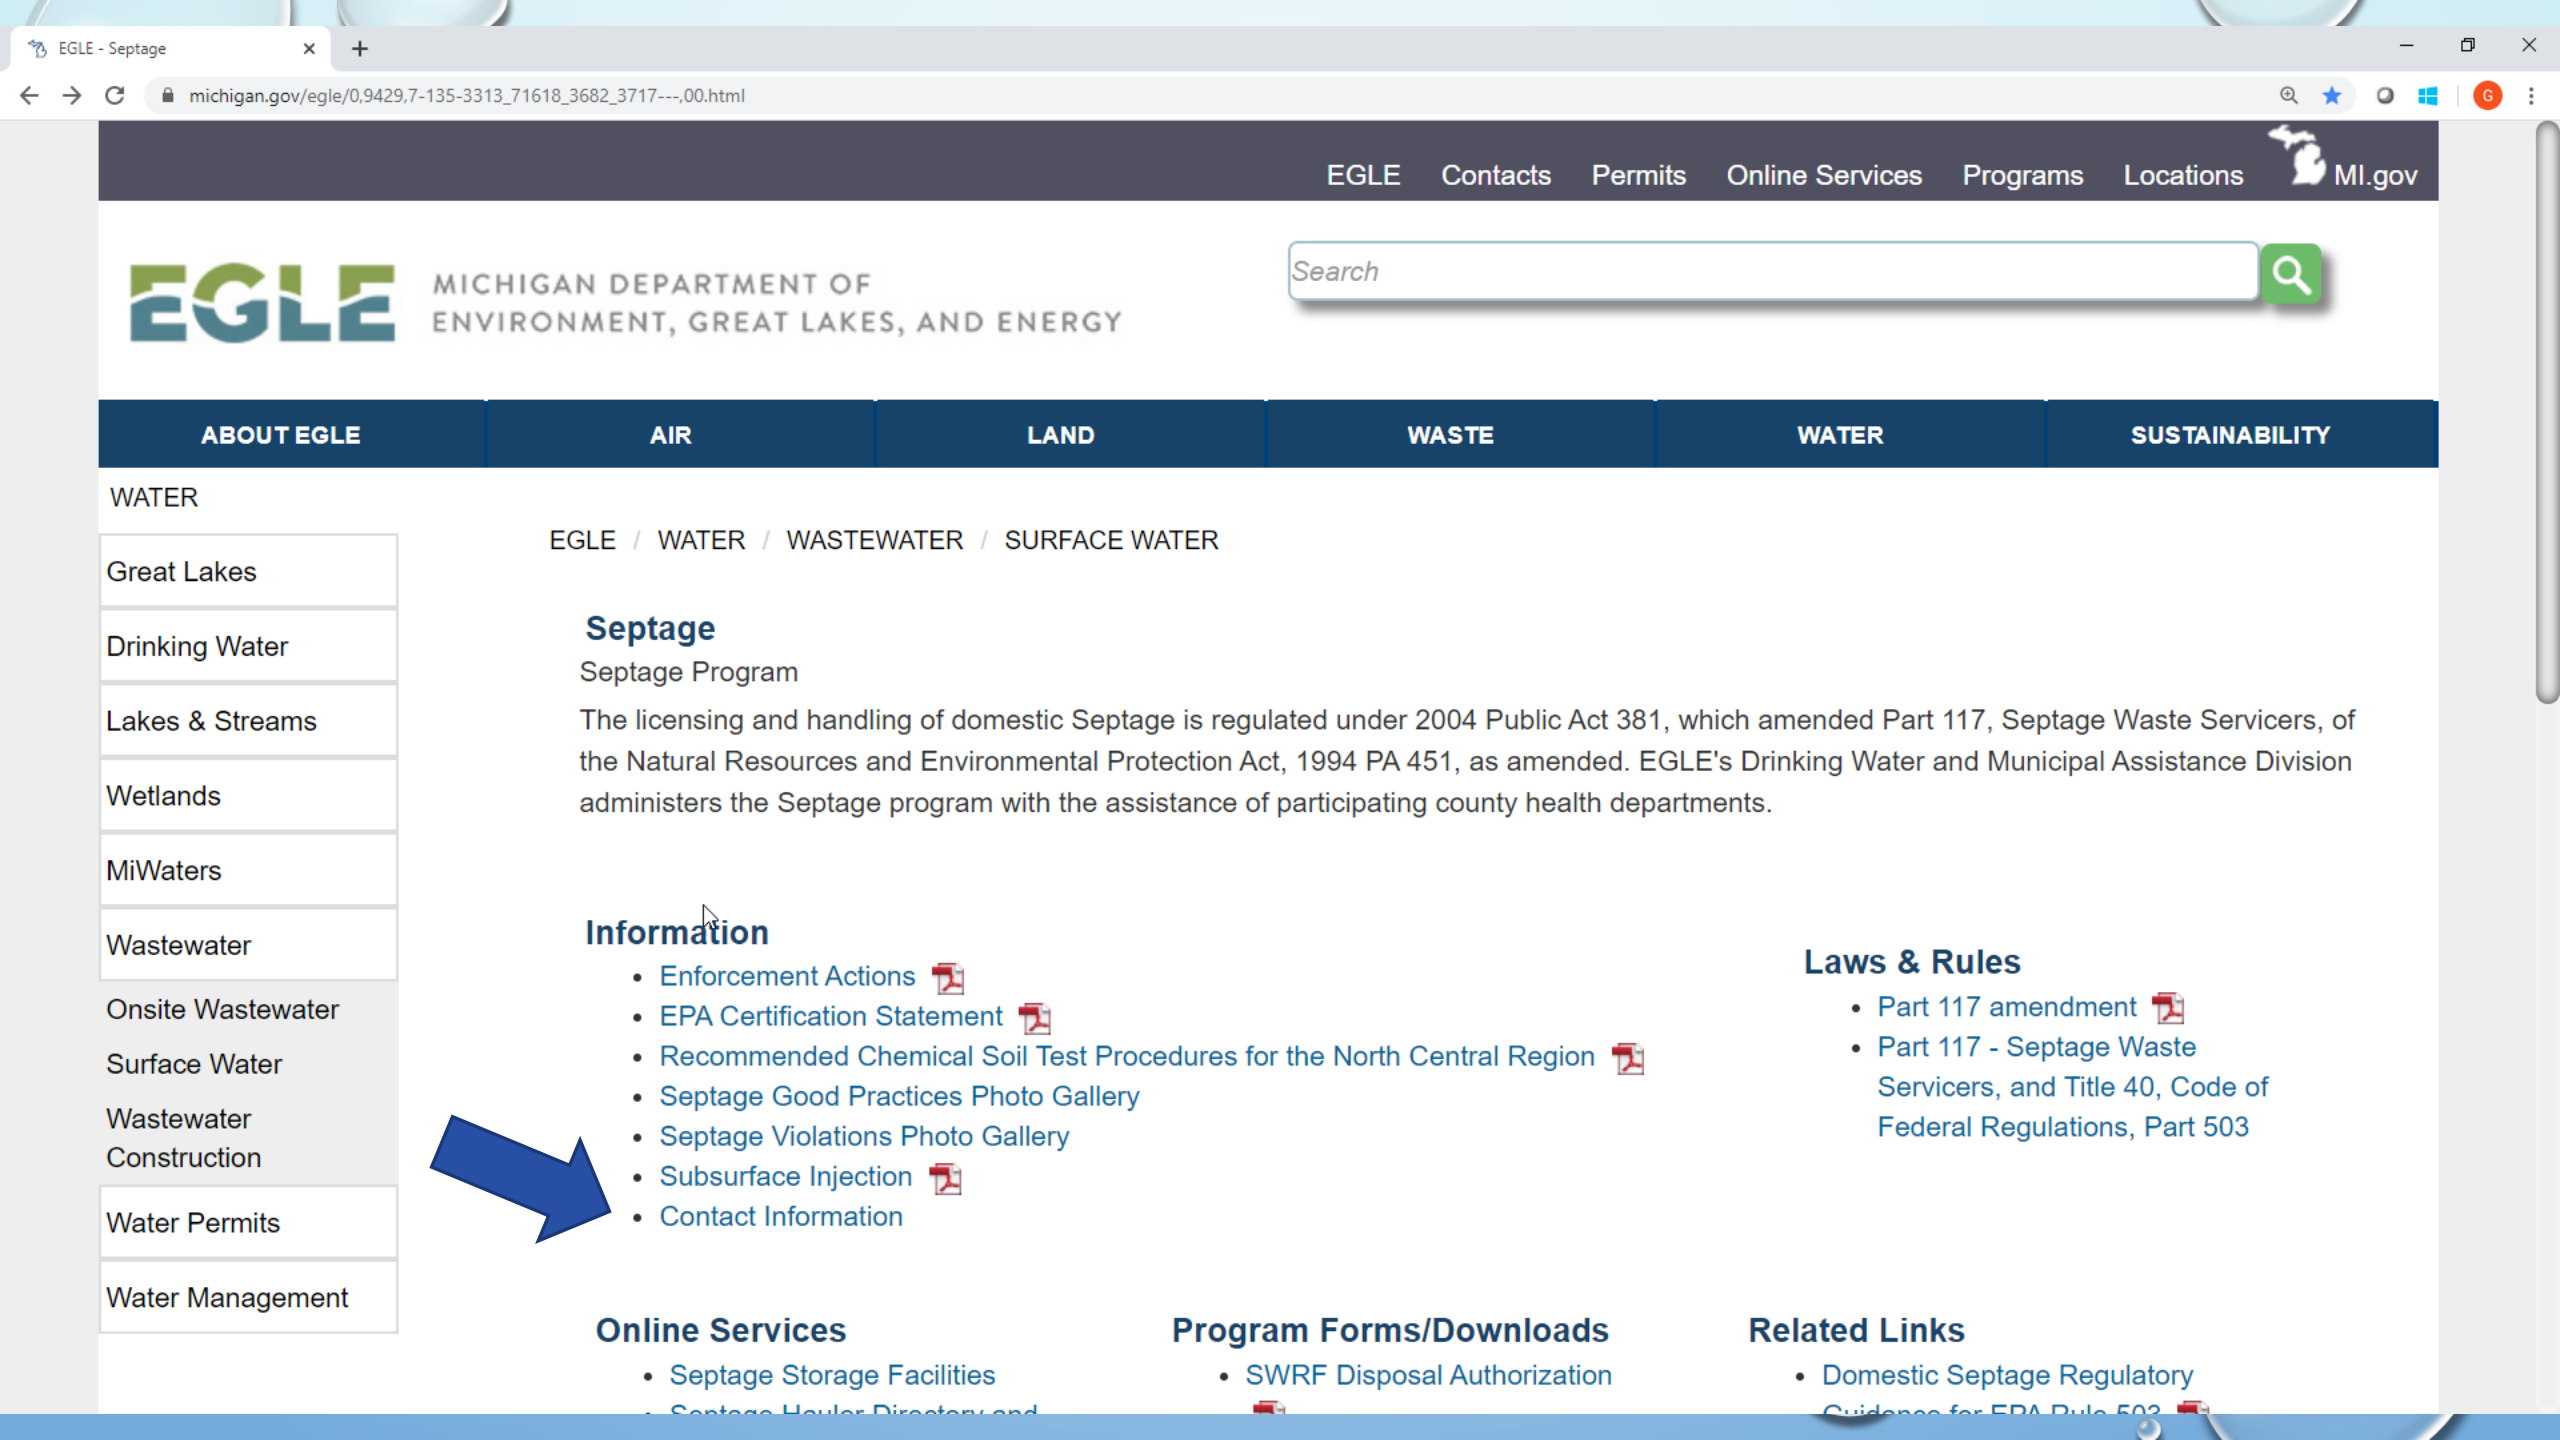 EGLE - Septage
michigan.gov/egle/0,9429,7-135-3313_71618_3682_3717---,00.html
G
EGLE Contacts Permits Online Services Programs Locations MI.gov
EGLE
MICHIGAN DEPARTMENT OF
ENVIRONMENT, GREAT LAKES, AND ENERGY
Search
ABOUT EGLE AIR LAND WASTE WATER SUSTAINABILITY
WATER
Great Lakes
Drinking Water
Lakes & Streams
Wetlands
MiWaters
Wastewater
Onsite Wastewater
Surface Water
Wastewater
Construction
Water Permits
Water Management
EGLE / WATER / WASTEWATER / SURFACE WATER
Septage
Septage Program
The licensing and handling of domestic Septage is regulated under 2004 Public Act 381, which amended Part 117, Septage Waste Servicers, of
the Natural Resources and Environmental Protection Act, 1994 PA 451, as amended. EGLE's Drinking Water and Municipal Assistance Division
administers the Septage program with the assistance of participating county health departments.
Information
Enforcement Actions
EPA Certification Statement
Recommended Chemical Soil Test Procedures for the North Central Region
Septage Good Practices Photo Gallery
Septage Violations Photo Gallery
Subsurface Injection
Contact Information
Laws & Rules
Part 117 amendment
Part 117 - Septage Waste
Servicers, and Title 40, Code of
Federal Regulations, Part 503
Online Services
Septage Storage Facilities
Septage Hauler Directory and
Program Forms/Downloads
SWRF Disposal Authorization
Related Links
Domestic Septage Regulatory
Guidance for EPA Rule 503